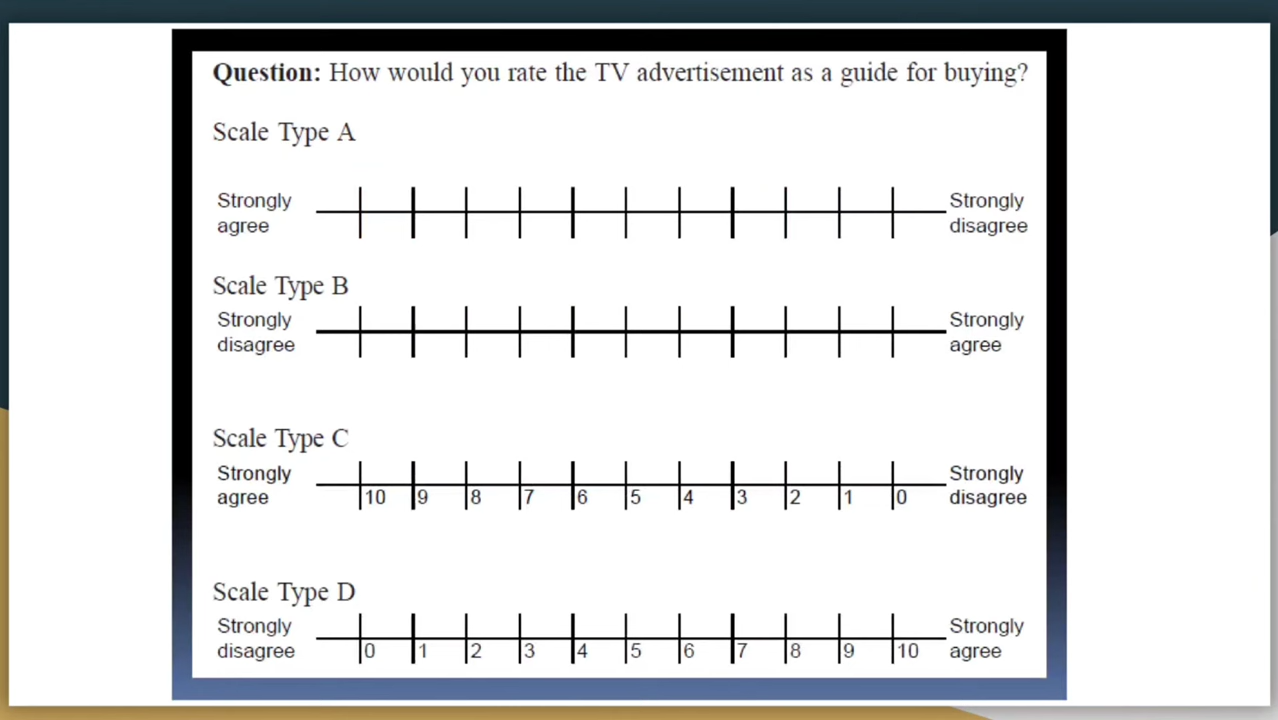 Question: How would you rate the TV advertisement as a guide for buying?
Scale Type A
Strongly agree
Strongly disagree
Scale Type B
Strongly disagree
Strongly agree
Scale Type C
Strongly agree
10 9 8 7 6 5 4 3 2 1 0
Strongly disagree
Scale Type D
Strongly disagree
0 1 2 3 4 5 6 7 8 9 10
Strongly agree